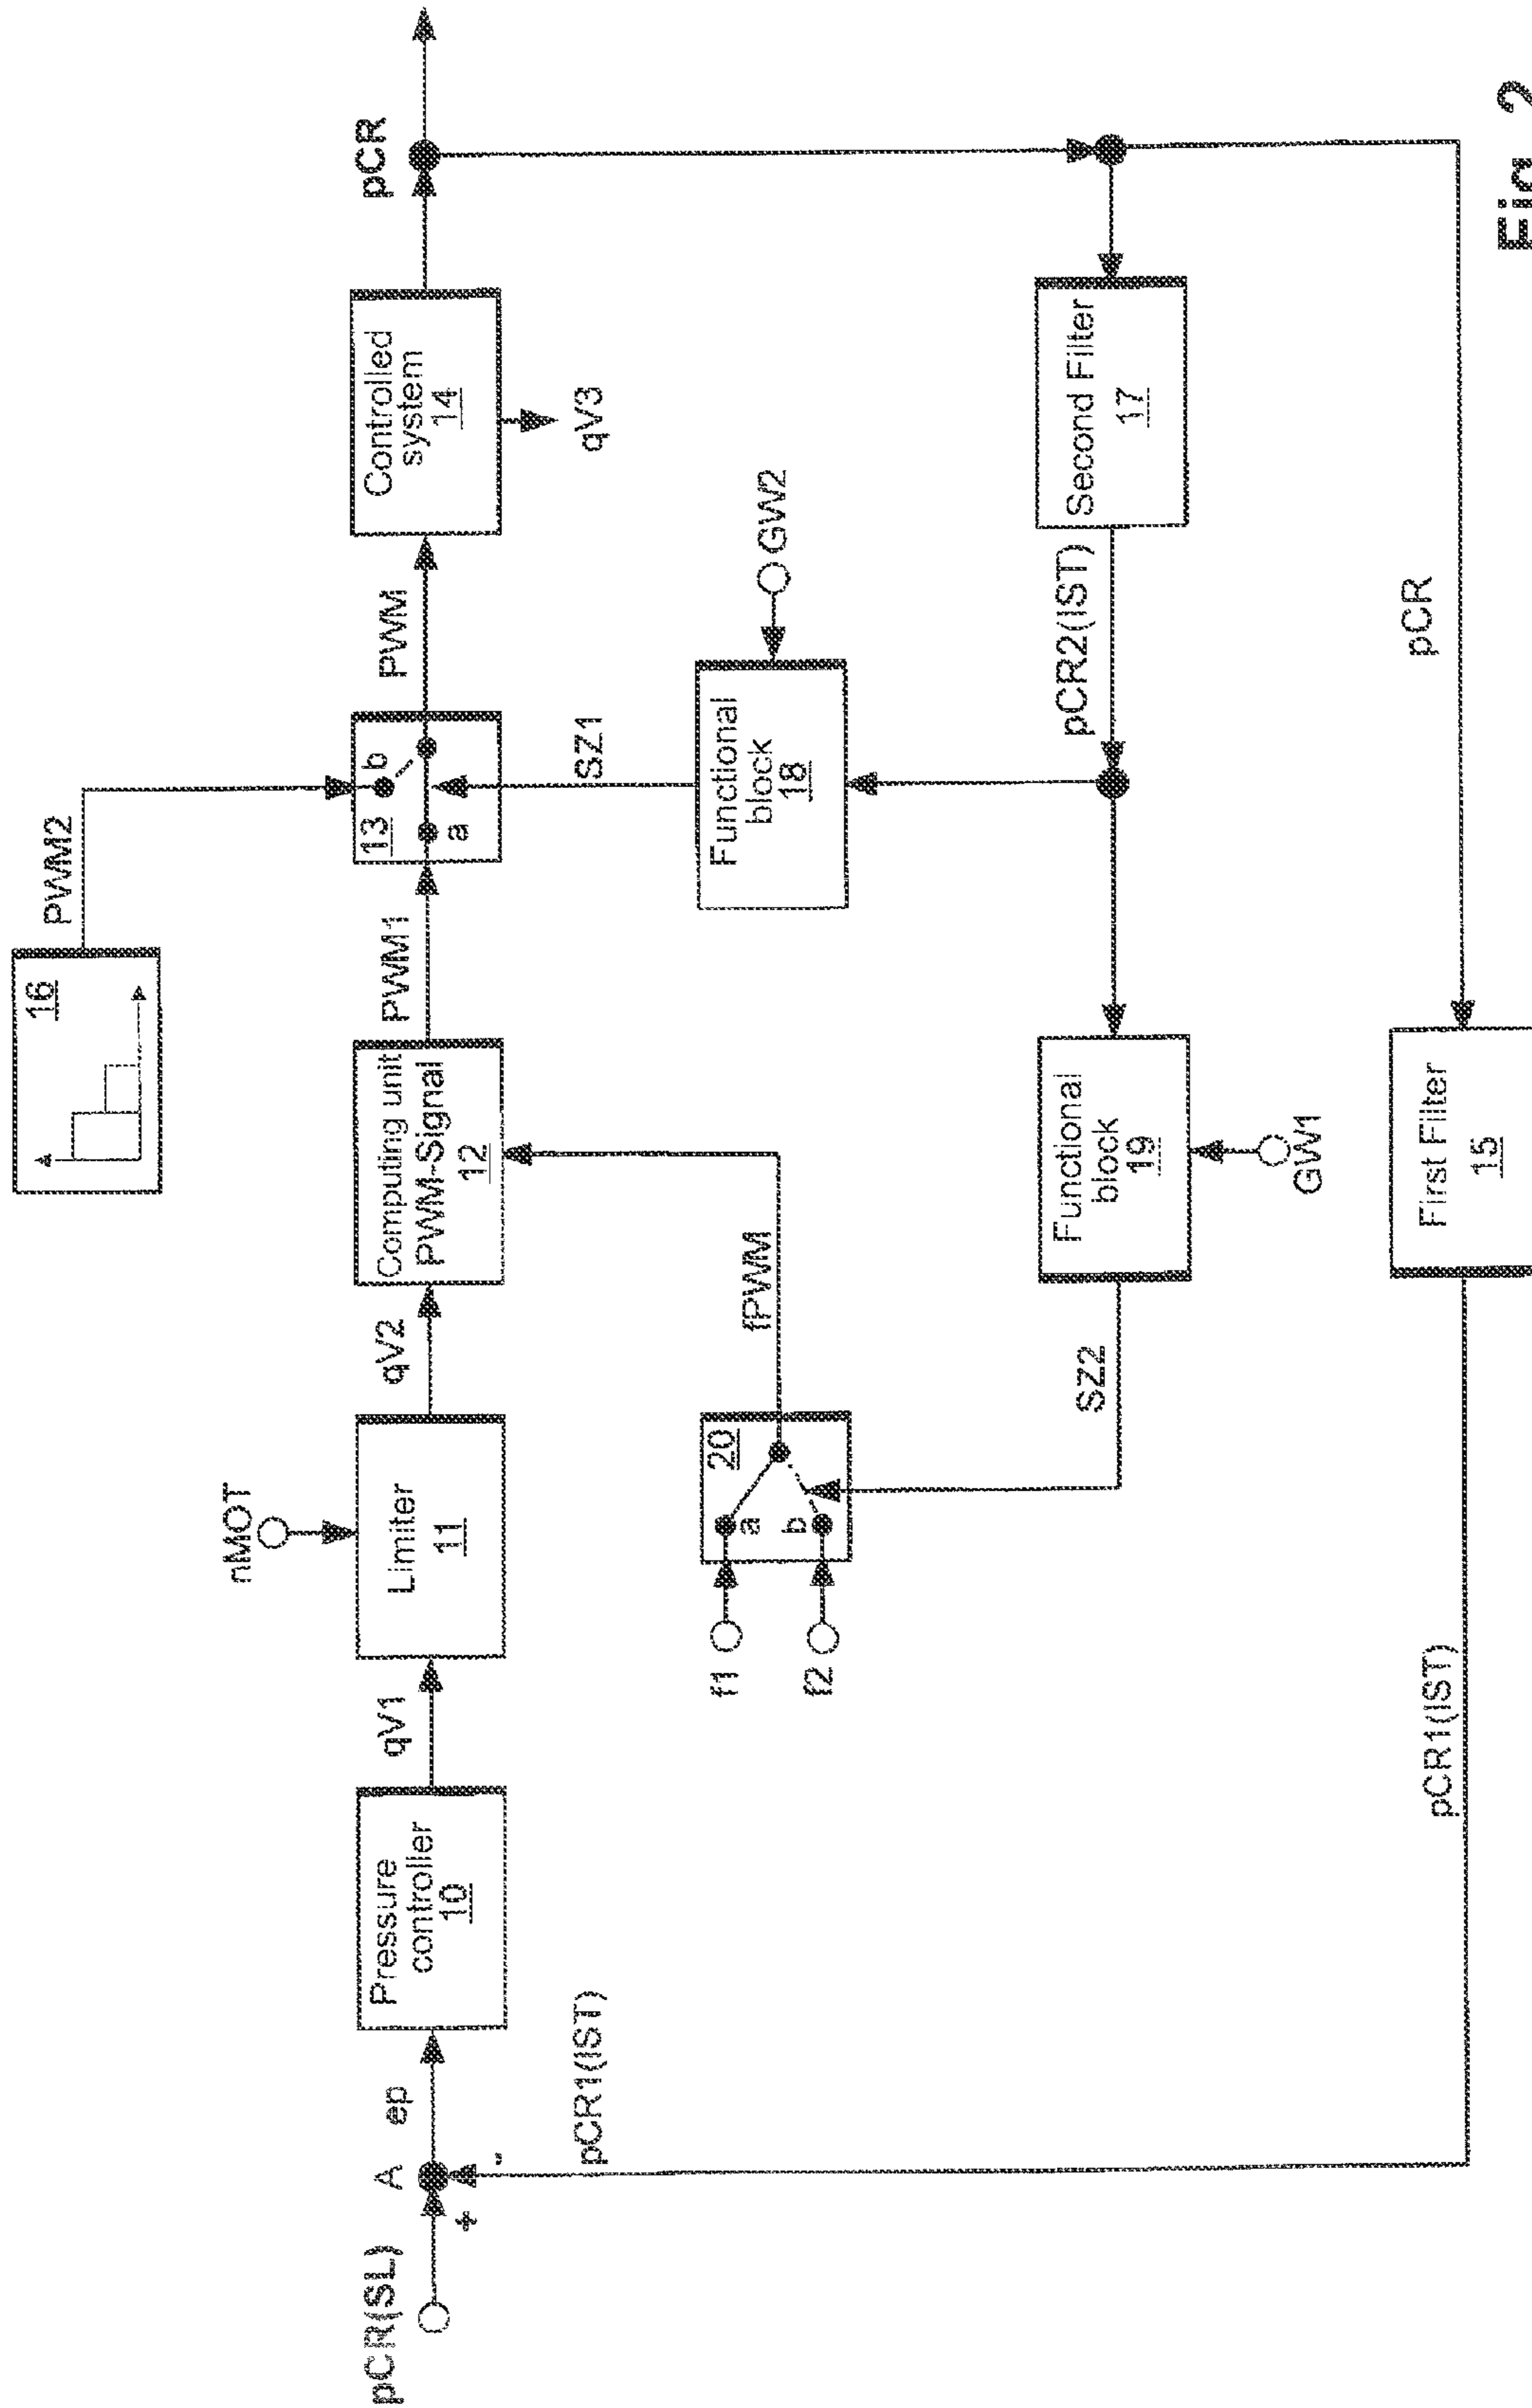 PWM2
16
nMOT
pCR(SL)
A
ep
Pressure
controller
10
qV1
Limiter
11
qV2
Computing unit
PWM-Signal
12
PWM1
13
b
a
PWM
Controlled
system
14
pCR
+
-
qV3
SZ1
pCR1(IST)
f1
f2
20
a
b
fPWM
Functional
block
18
GW2
SZ2
Functional
block
19
GW1
pCR2(IST)
Second Filter
17
pCR1(IST)
First Filter
15
pCR
Fig. 2